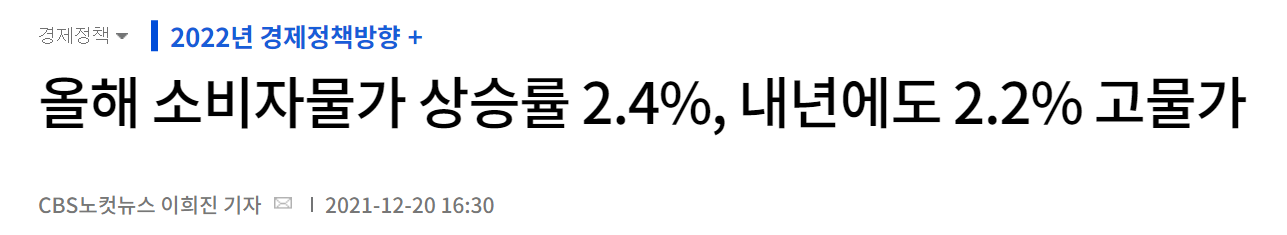 경제정책 2022년 경제정책방향 +
올해 소비자물가 상승률 2.4%, 내년에도 2.2% 고물가
CBS노컷뉴스 이희진 기자 | 2021-12-20 16:30